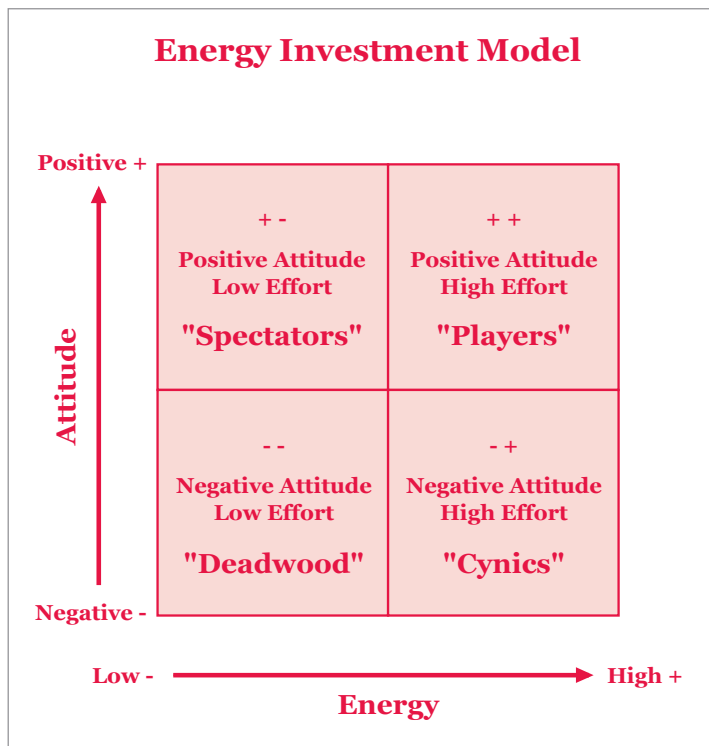 Energy Investment Model
Positive +
+ -
Positive Attitude
Low Effort
"Spectators"
+ +
Positive Attitude
High Effort
"Players"
Attitude
- -
Negative Attitude
Low Effort
"Deadwood"
- +
Negative Attitude
High Effort
"Cynics"
Negative -
Low -
High +
Energy